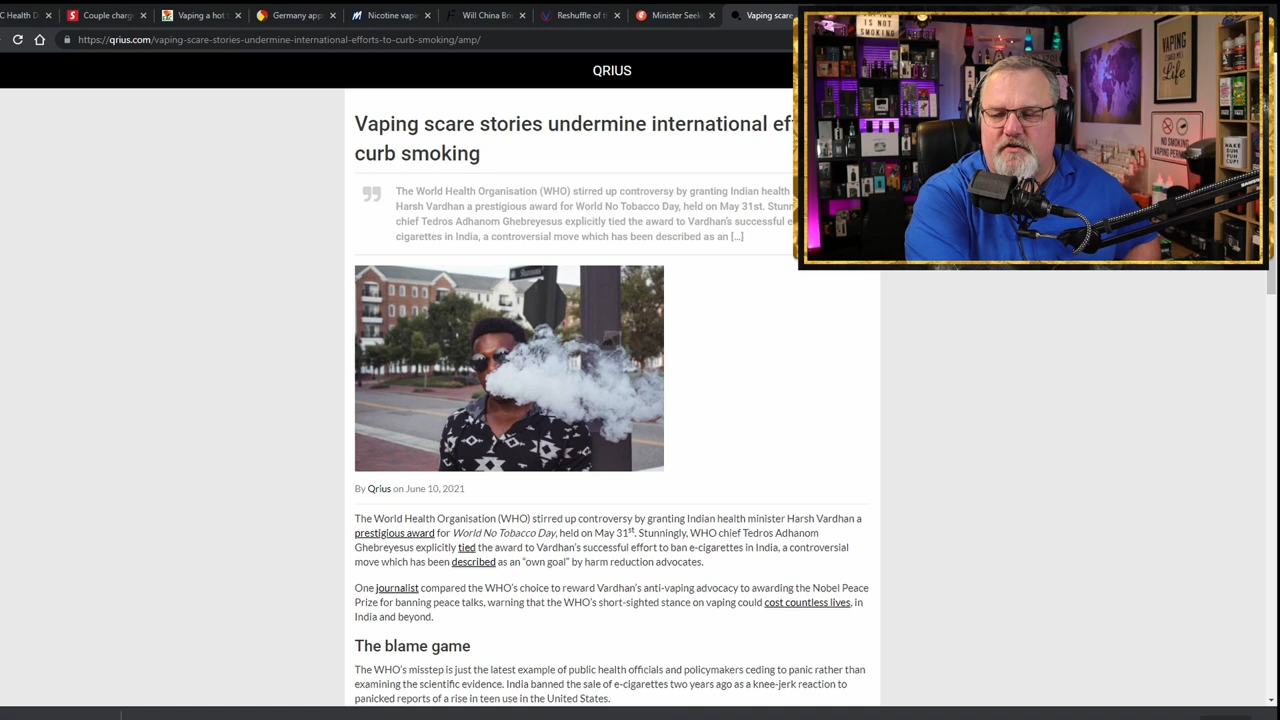 C Health D
Couple charg
Vaping a hot
Germany app
Nicotine vap
Will China Br
Reshuffle of
Minister Seek
Vaping scare
https://qrius.com/vaping-scare-stories-undermine-international-efforts-to-curb-smoking/amp/
QRIUS
Vaping scare stories undermine international ef
curb smoking
The World Health Organisation (WHO) stirred up controversy by granting Indian health
Harsh Vardhan a prestigious award for World No Tobacco Day, held on May 31st. Stunn
chief Tedros Adhanom Ghebreyesus explicitly tied the award to Vardhan's successful e
cigarettes in India, a controversial move which has been described as an [...]
By Qrius on June 10, 2021
The World Health Organisation (WHO) stirred up controversy by granting Indian health minister Harsh Vardhan a
prestigious award for World No Tobacco Day, held on May 31st. Stunningly, WHO chief Tedros Adhanom
Ghebreyesus explicitly tied the award to Vardhan's successful effort to ban e-cigarettes in India, a controversial
move which has been described as an “own goal” by harm reduction advocates.
One journalist compared the WHO's choice to reward Vardhan's anti-vaping advocacy to awarding the Nobel Peace
Prize for banning peace talks, warning that the WHO's short-sighted stance on vaping could cost countless lives, in
India and beyond.
The blame game
The WHO's misstep is just the latest example of public health officials and policymakers ceding to panic rather than
examining the scientific evidence. India banned the sale of e-cigarettes two years ago as a knee-jerk reaction to
panicked reports of a rise in teen use in the United States.
IS NOT
SMOKING
VAPING
Life
NO SMOKING
VAPING